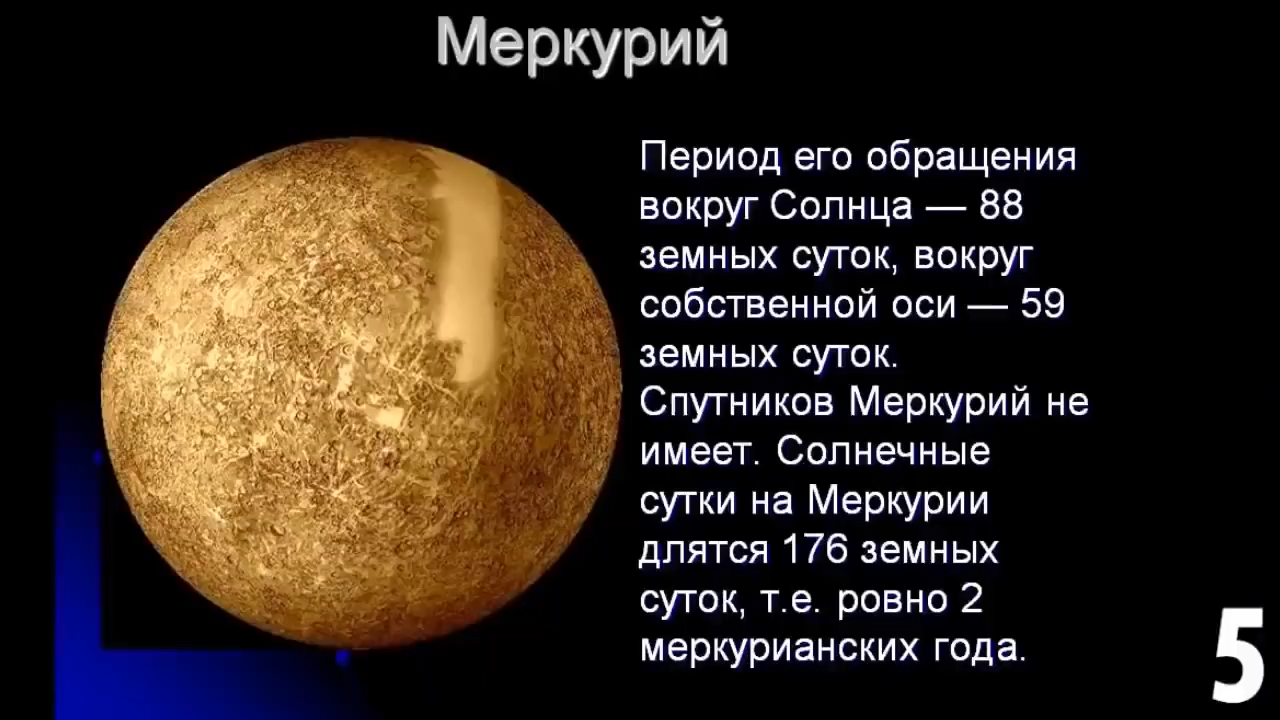 Меркурий
Период его обращения
вокруг Солнца — 88
земных суток, вокруг
собственной оси — 59
земных суток.
Спутников Меркурий не
имеет. Солнечные
сутки на Меркурии
длятся 176 земных
суток, т.е. ровно 2
меркурианских года.
5